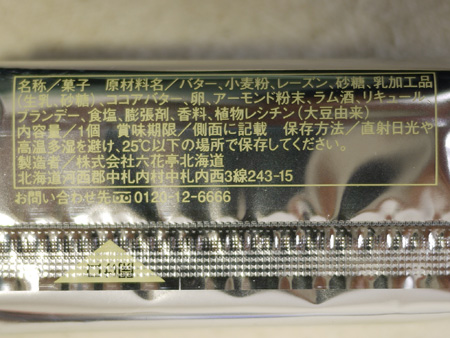 名称／菓子 原材料名／バター、小麦粉、レーズン、砂糖、乳加工品
(生乳、砂糖)、ココアバター、卵、アーモンド粉末、ラム酒、リキュール、
ブランデー、食塩、膨張剤、香料、植物レシチン(大豆由来)
内容量／1個 賞味期限／側面に記載 保存方法／直射日光や
高温多湿を避け、25℃以下の場所で保存してください。
製造者／株式会社六花亭北海道
北海道河西郡中札内村中札内西3線243-15
お問い合わせ先 0120-12-6666